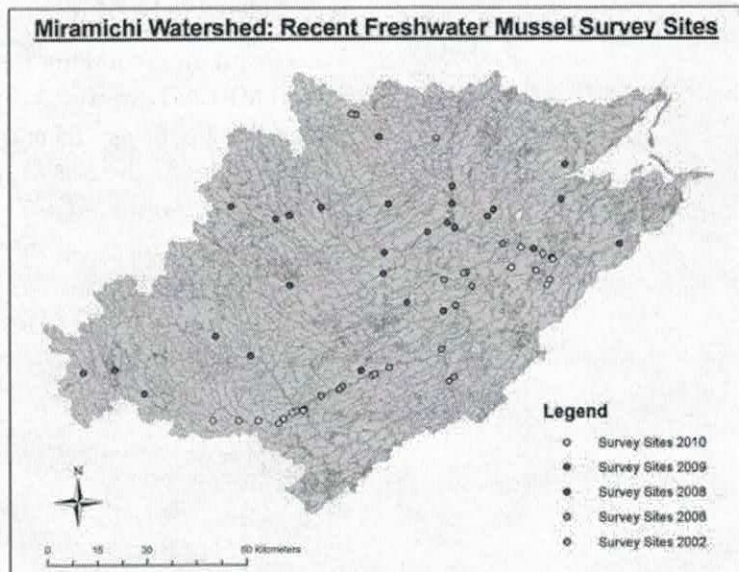 Miramichi Watershed: Recent Freshwater Mussel Survey Sites
Legend
Survey Sites 2010
Survey Sites 2009
Survey Sites 2008
Survey Sites 2006
Survey Sites 2002
N
0 15 30 60 Kilometers